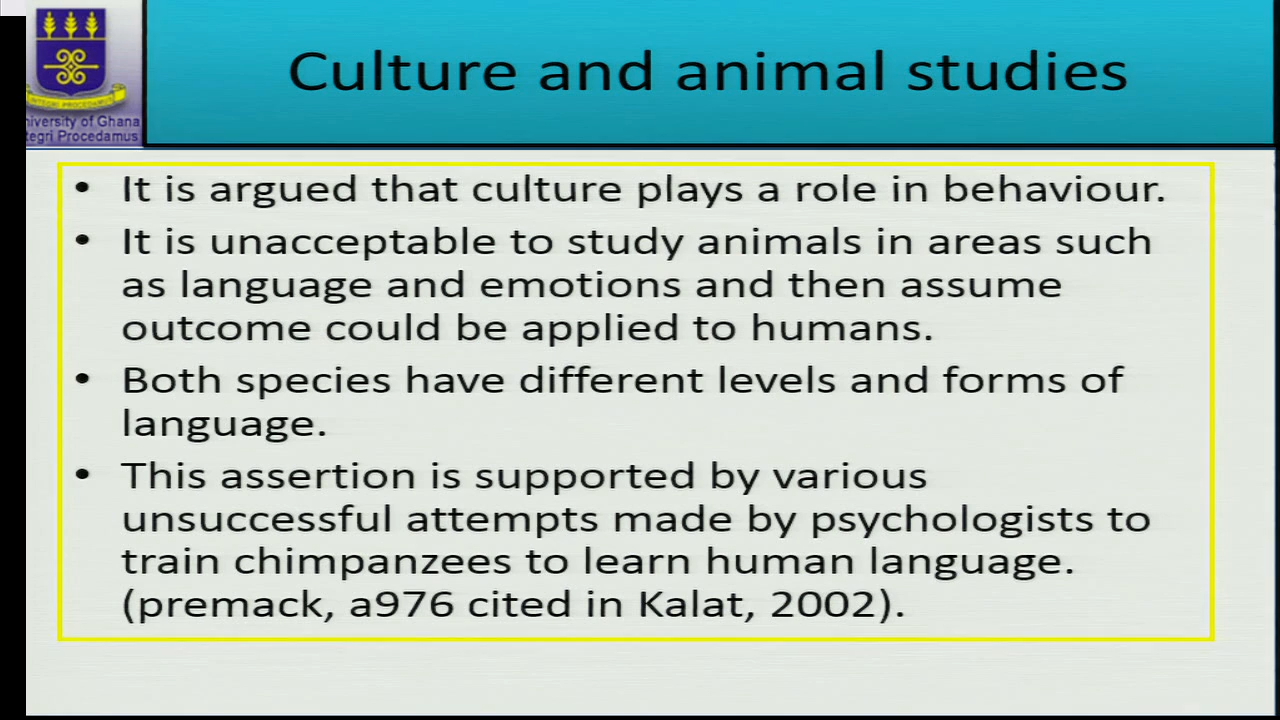 Culture and animal studies
INTEGRI PROCEDAMUS
iversity of Ghana
tegri Procedamus
• It is argued that culture plays a role in behaviour.
• It is unacceptable to study animals in areas such
as language and emotions and then assume
outcome could be applied to humans.
• Both species have different levels and forms of
language.
• This assertion is supported by various
unsuccessful attempts made by psychologists to
train chimpanzees to learn human language.
(premack, a976 cited in Kalat, 2002).